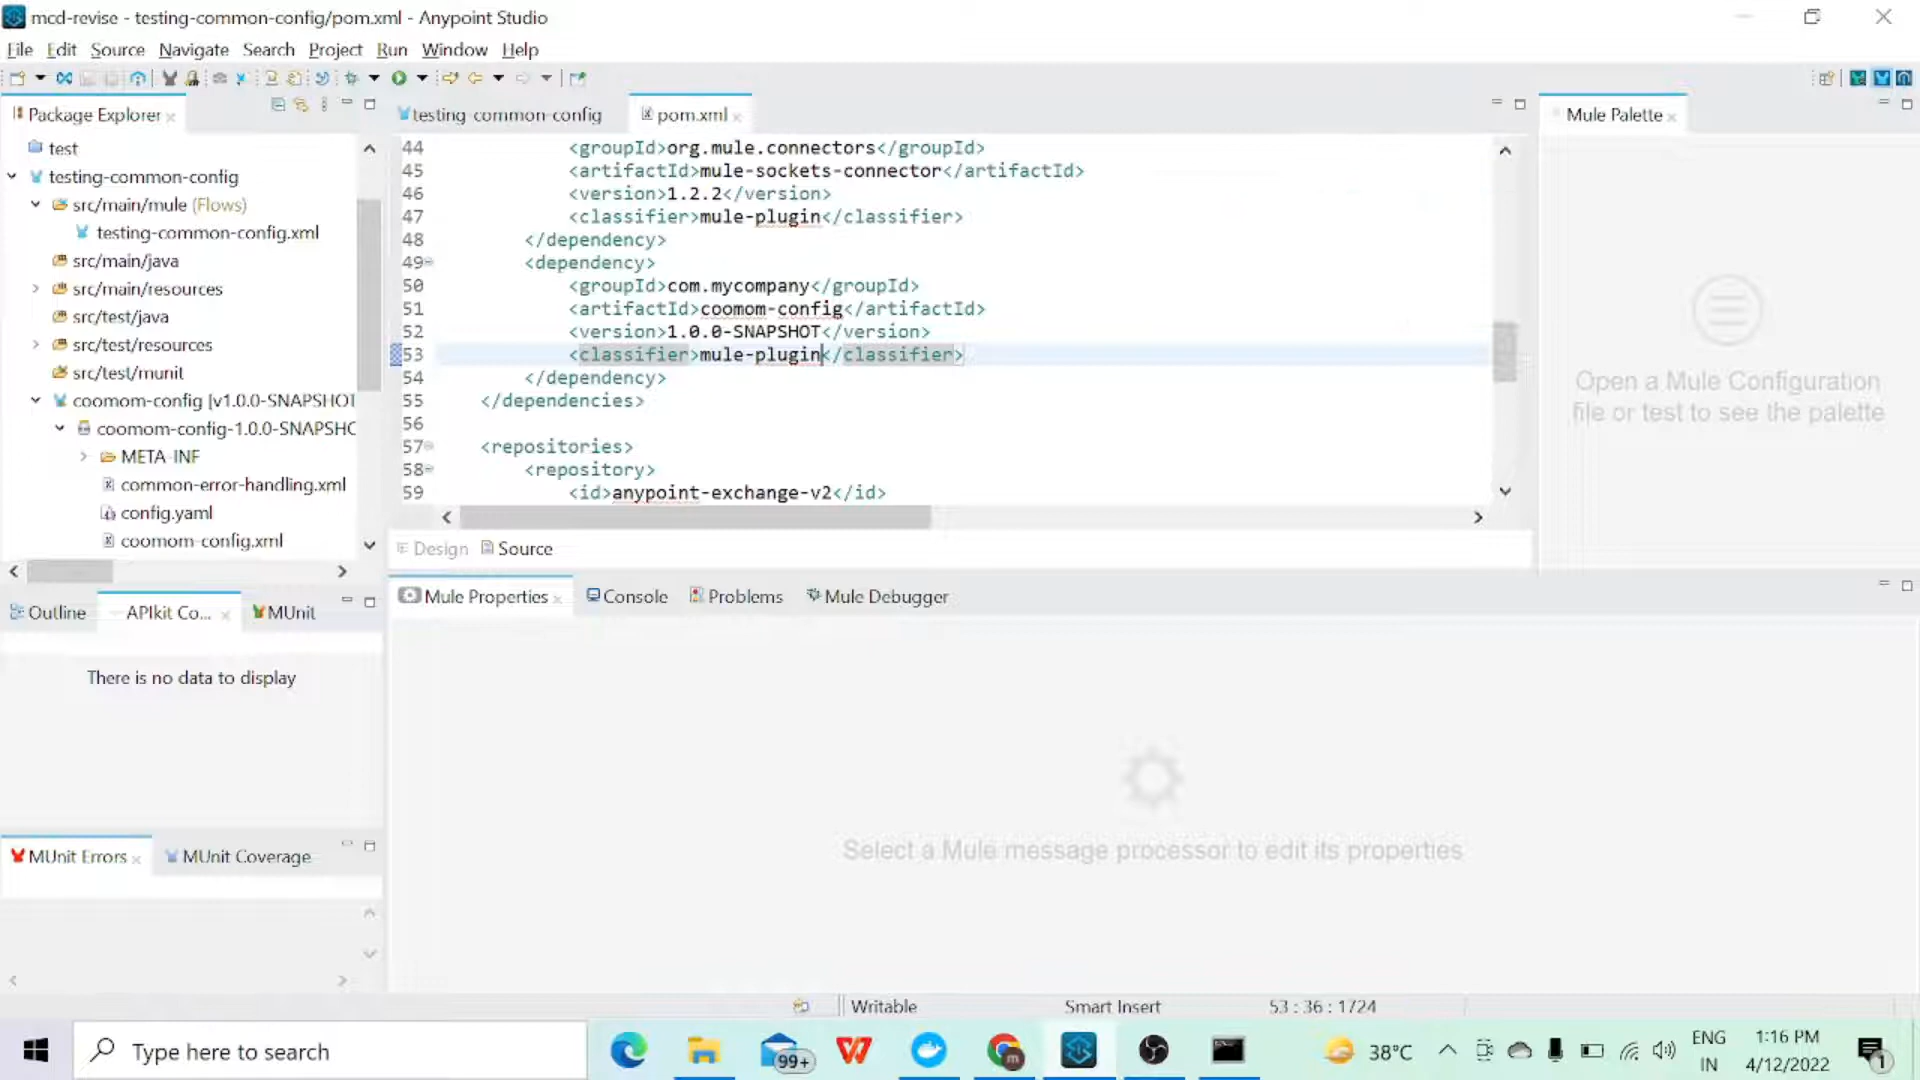 mcd-revise - testing-common-config/pom.xml - Anypoint Studio
File Edit Source Navigate Search Project Run Window Help
Package Explorer
test
testing-common-config
src/main/mule (Flows)
testing-common-config.xml
src/main/java
src/main/resources
src/test/java
src/test/resources
src/test/munit
coomom-config [v1.0.0-SNAPSHOT
coomom-config-1.0.0-SNAPSHC
META-INF
common-error-handling.xml
config.yaml
coomom-config.xml
testing-common-config
pom.xml
44 <groupId>org.mule.connectors</groupId>
45 <artifactId>mule-sockets-connector</artifactId>
46 <version>1.2.2</version>
47 <classifier>mule-plugin</classifier>
48 </dependency>
49 <dependency>
50 <groupId>com.mycompany</groupId>
51 <artifactId>coomom-config</artifactId>
52 <version>1.0.0-SNAPSHOT</version>
53 <classifier>mule-plugin</classifier>
54 </dependency>
55 </dependencies>
56
57 <repositories>
58 <repository>
59 <id>anypoint-exchange-v2</id>
Design Source
Mule Palette
Open a Mule Configuration
file or test to see the palette
Outline APIkit Co... MUnit
There is no data to display
MUnit Errors MUnit Coverage
Mule Properties Console Problems Mule Debugger
Select a Mule message processor to edit its properties
Writable Smart Insert 53 : 36 : 1724
Type here to search
99+
m
38°C
ENG
IN
1:16 PM
4/12/2022
1